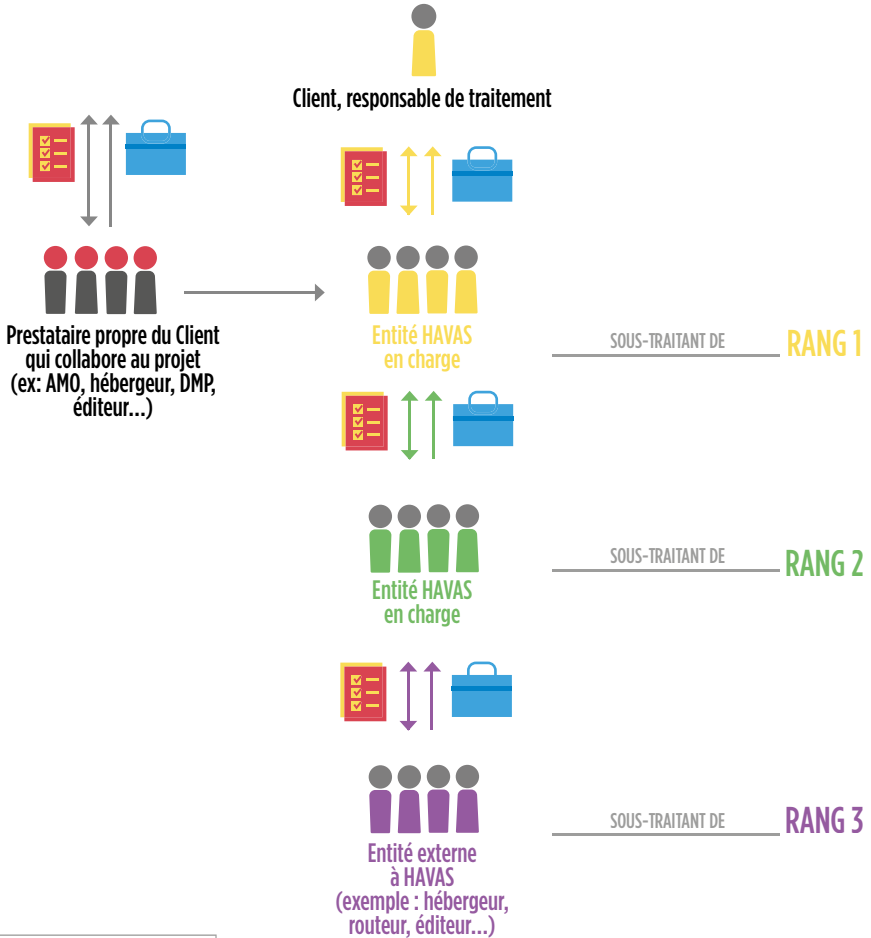 Client, responsable de traitement
Prestataire propre du Client
qui collabore au projet
(ex: AMO, hébergeur, DMP,
éditeur...)
Entité HAVAS
en charge
SOUS-TRAITANT DE
RANG 1
Entité HAVAS
en charge
SOUS-TRAITANT DE
RANG 2
Entité externe
à HAVAS
(exemple : hébergeur,
routeur, éditeur...)
SOUS-TRAITANT DE
RANG 3